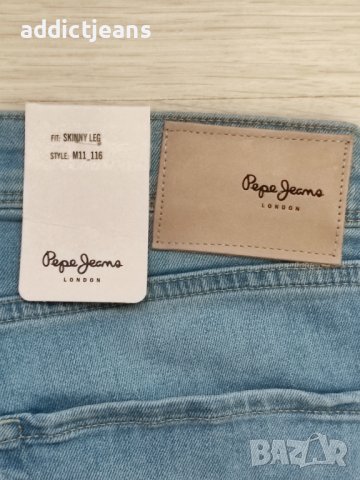 addictjeans
FIT: SKINNY LEG
STYLE: M11_116
Pepe Jeans
LONDON
Pepe Jeans
LONDON
BAZAR